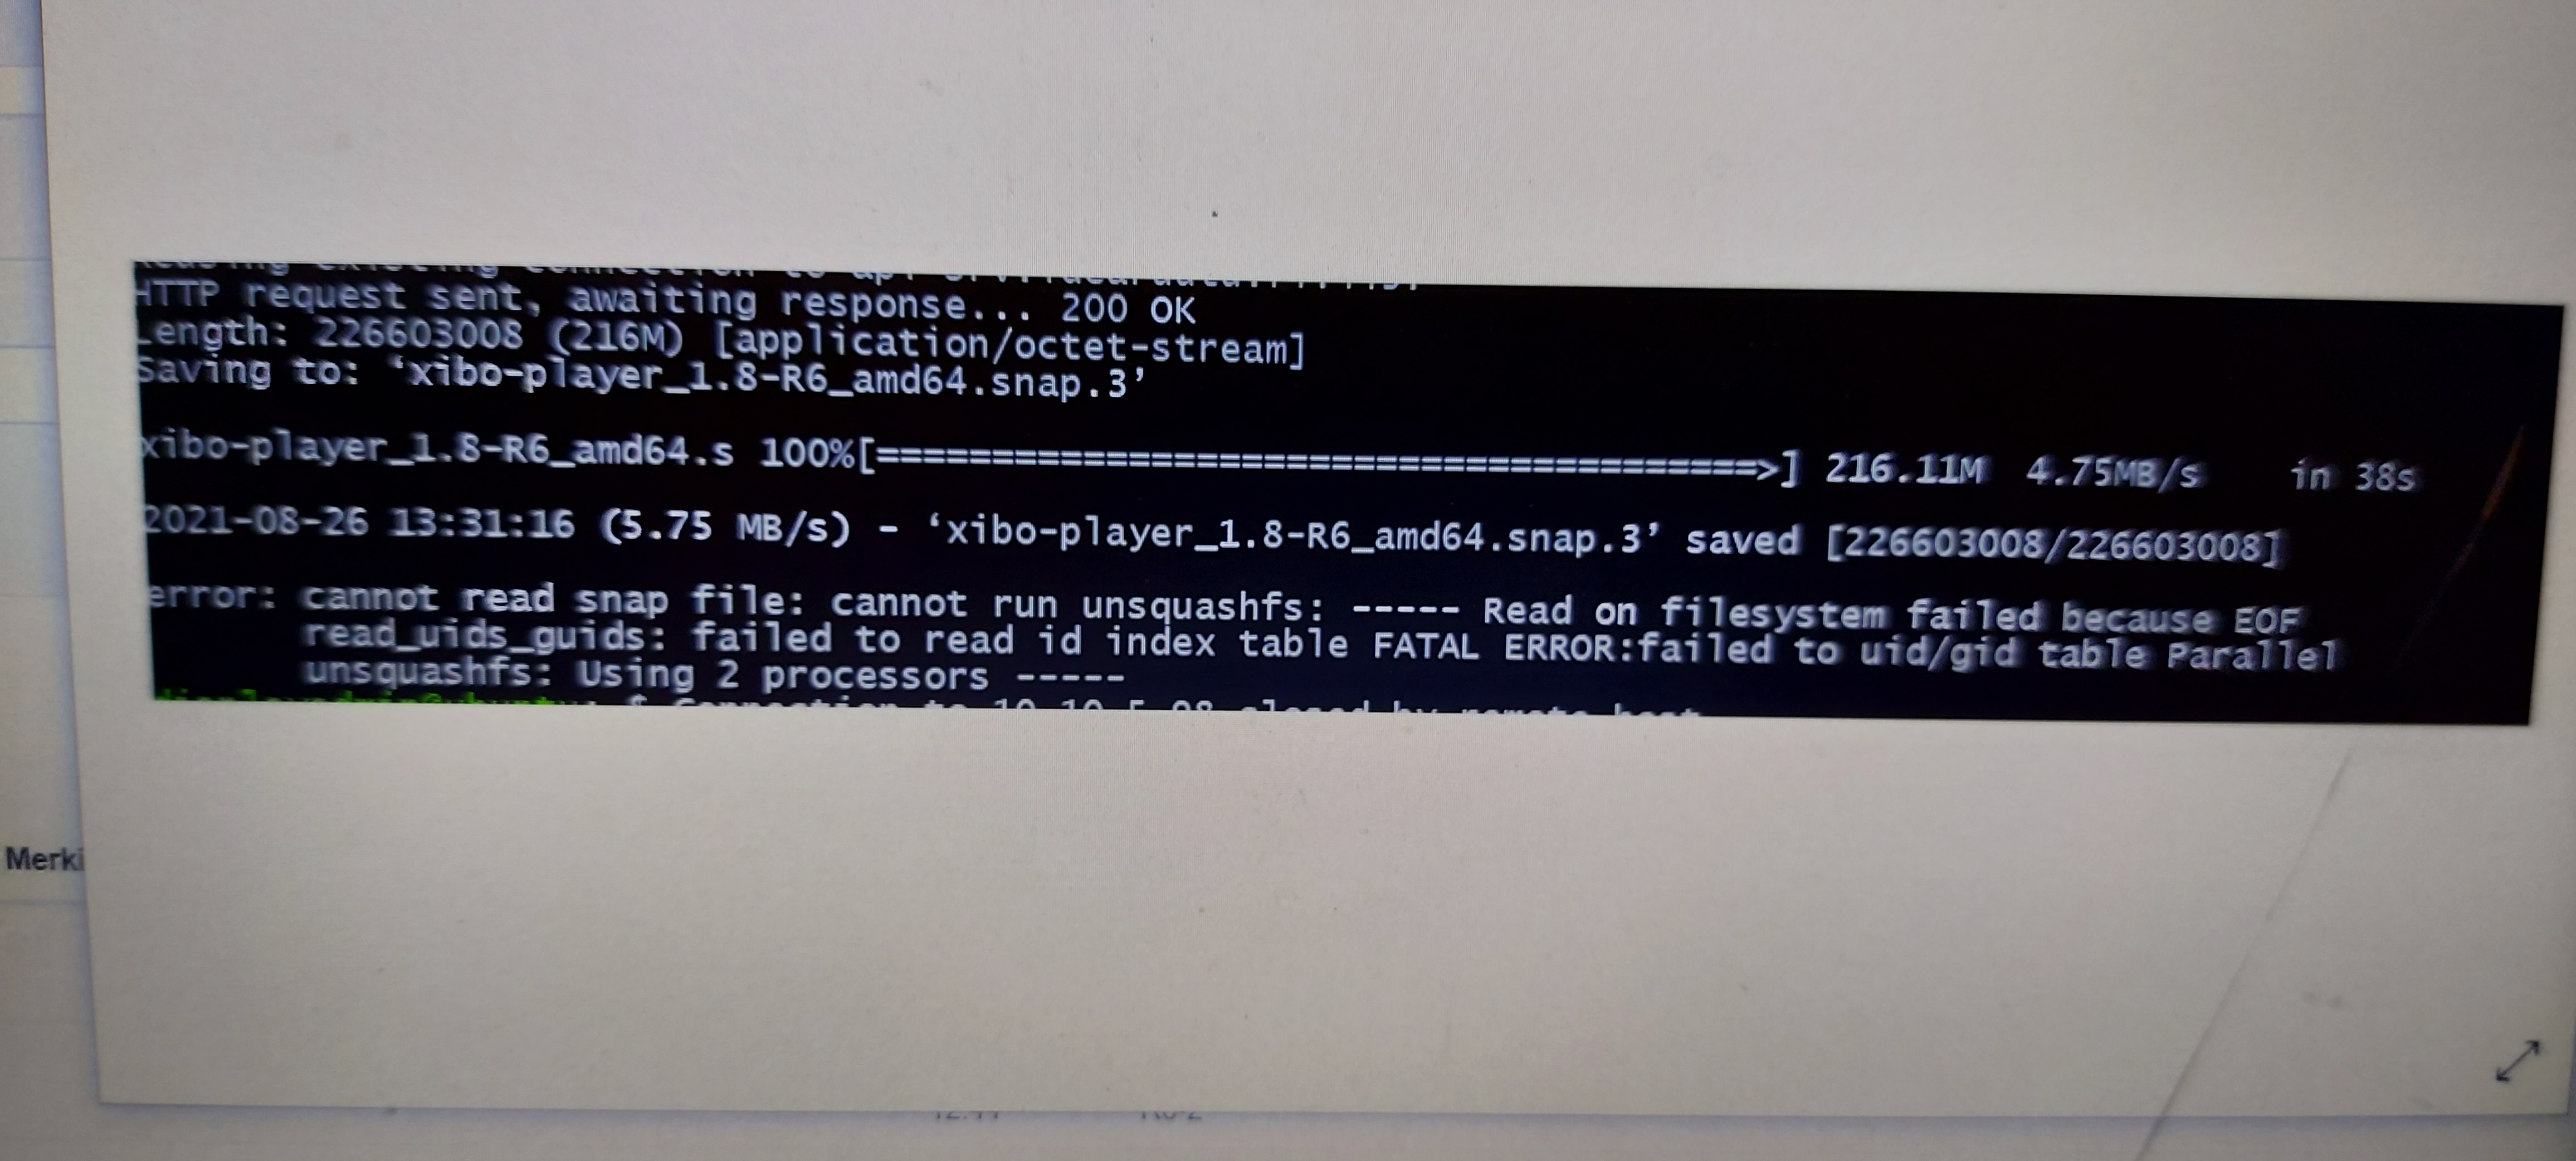 HTTP request sent, awaiting response... 200 OK
Length: 226603008 (216M) [application/octet-stream]
Saving to: ‘xibo-player_1.8-R6_amd64.snap.3’
xibo-player_1.8-R6_amd64.s 100%[======================================>] 216.11M 4.75MB/s in 38s
2021-08-26 13:31:16 (5.75 MB/s) - ‘xibo-player_1.8-R6_amd64.snap.3’ saved [226603008/226603008]
error: cannot read snap file: cannot run unsquashfs: ----- Read on filesystem failed because EOF
read_uids_guids: failed to read id index table FATAL ERROR:failed to uid/gid table Parallel
unsquashfs: Using 2 processors -----
closed by remote host
Merki